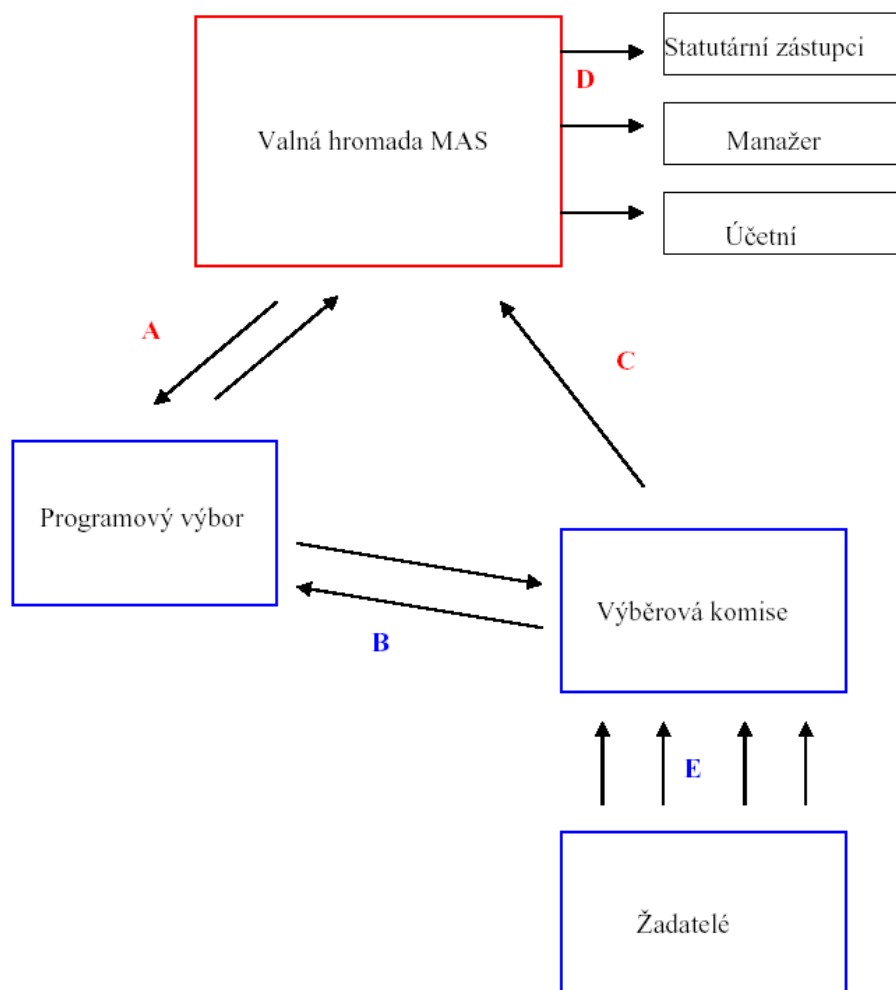 Statutární zástupci
D
Valná hromada MAS
Manažer
Účetní
A
C
Programový výbor
Výběrová komise
B
E
Žadatelé